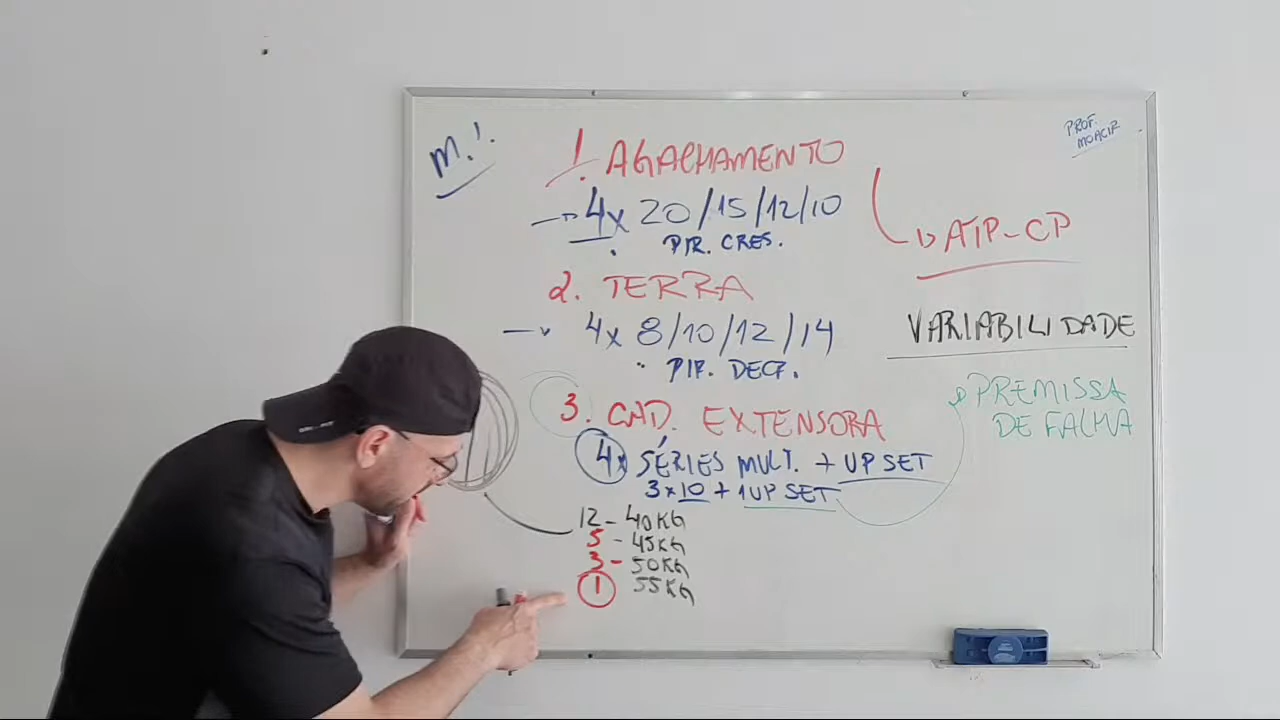 M.I.
PROF.
MOACIR
1. AGACHAMENTO
4x 20/15/12/10
PIR. CRES.
ATP-CP
2. TERRA
4x 8/10/12/14
PIR. DECR.
VARIABILIDADE
PREMISSA
DE FALHA
3. CAD. EXTENSORA
4x SÉRIES MULT. + UP SET
3x10 + 1UP SET
12 - 40KG
5 - 45KG
3 - 50KG
1 55KG